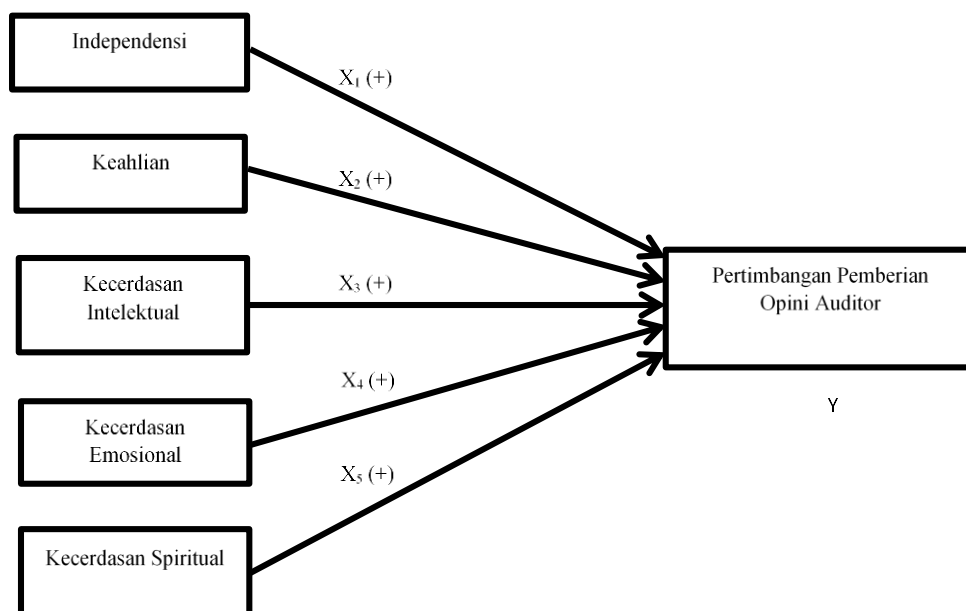 Independensi
X₁ (+)
Keahlian
X₂ (+)
Kecerdasan
Intelektual
X₃ (+)
Pertimbangan Pemberian
Opini Auditor
Y
X₄ (+)
Kecerdasan
Emosional
X₅ (+)
Kecerdasan Spiritual